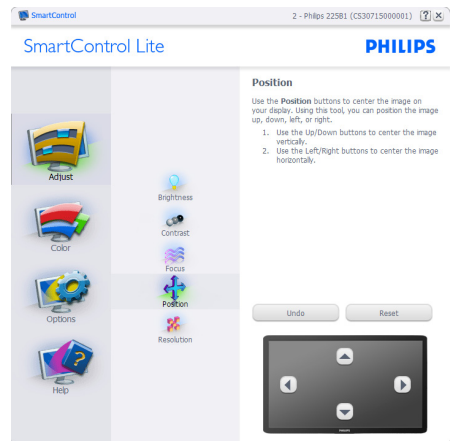 SmartControl
2 - Philips 225B1 (CS30715000001)
SmartControl Lite
PHILIPS
Adjust
Color
Options
Help
Brightness
Contrast
Focus
Position
Resolution
Position
Use the Position buttons to center the image on
your display. Using this tool, you can position the image
up, down, left, or right.
1. Use the Up/Down buttons to center the image
vertically.
2. Use the Left/Right buttons to center the image
horizontally.
Undo
Reset
PHILIPS